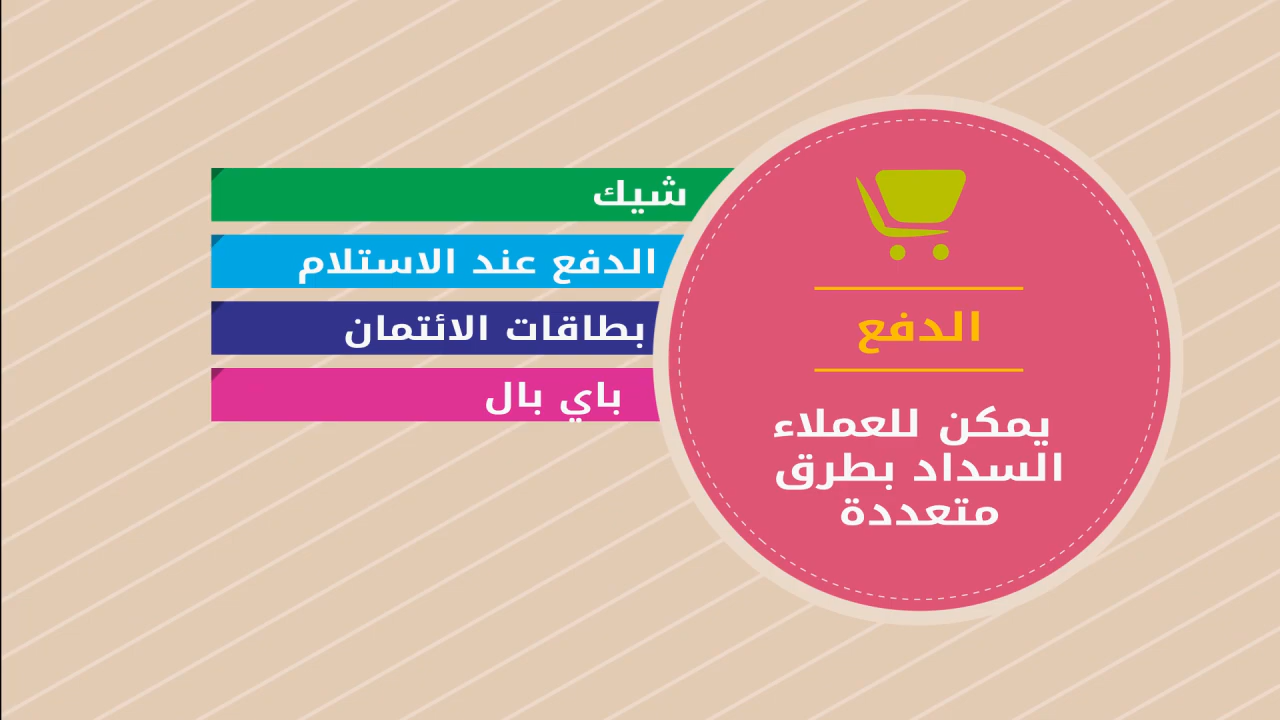 الدفع
يمكن للعملاء
السداد بطرق
متعددة
شيك
الدفع عند الاستلام
بطاقات الائتمان
باي بال